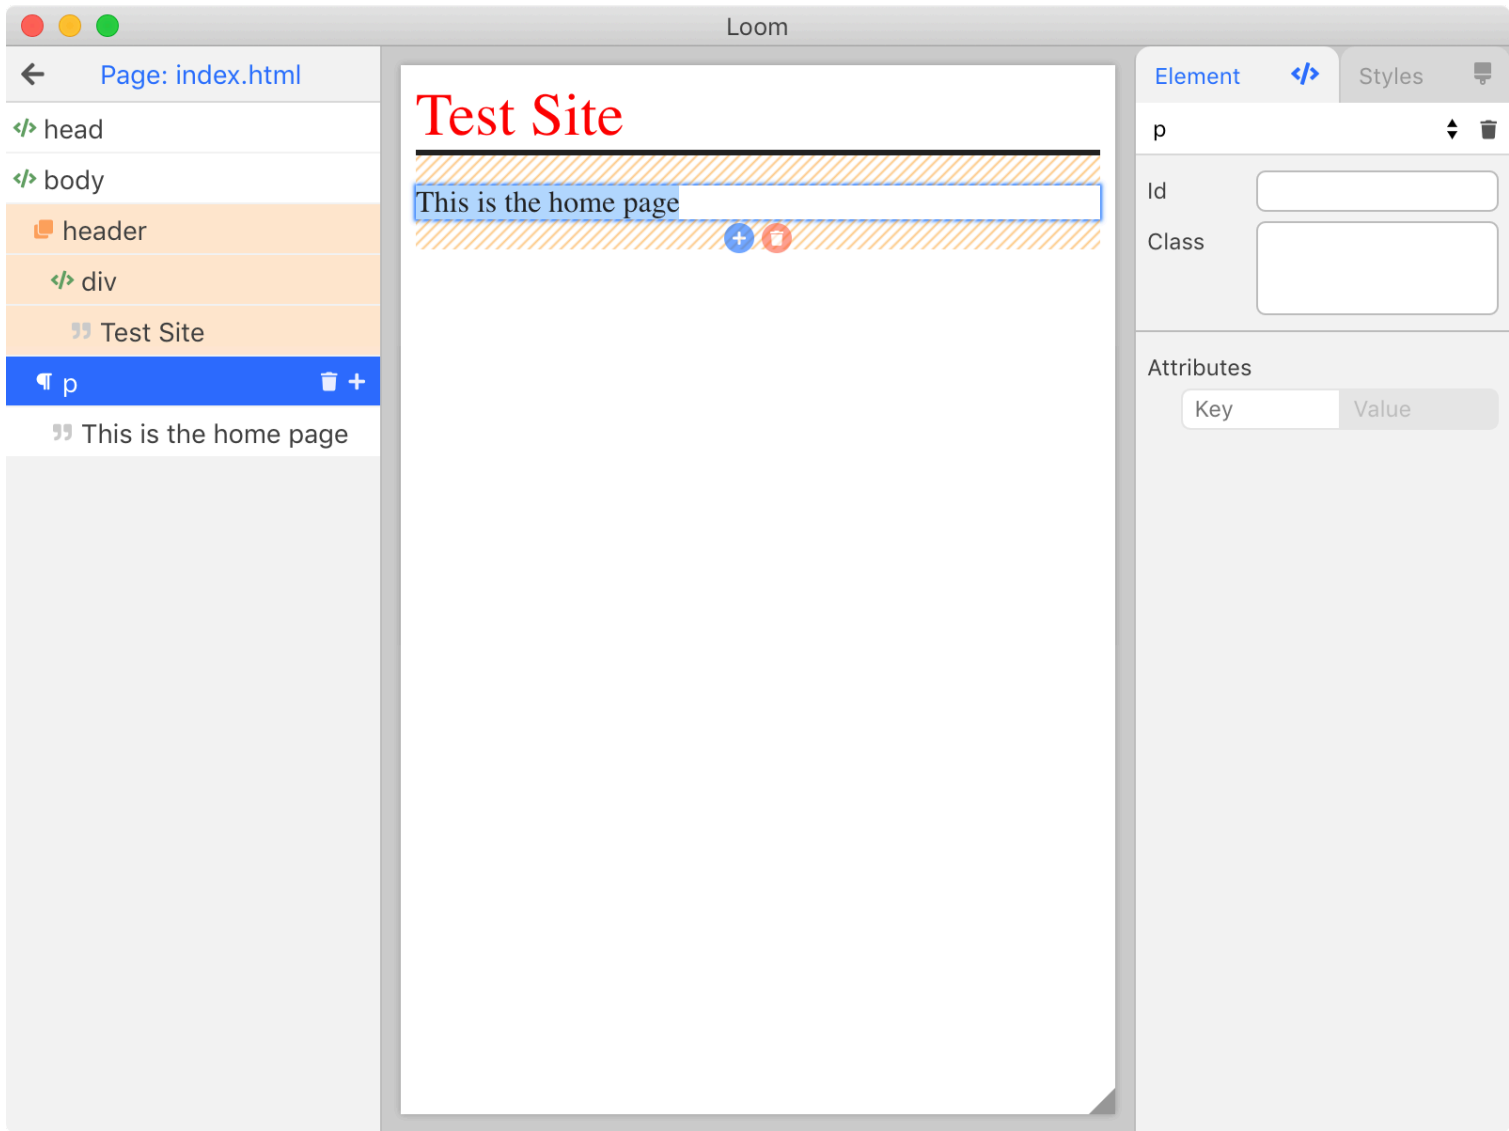 Loom
Page: index.html
head
body
header
div
Test Site
p
This is the home page
Test Site
This is the home page
Element
Styles
p
Id
Class
Attributes
Key Value